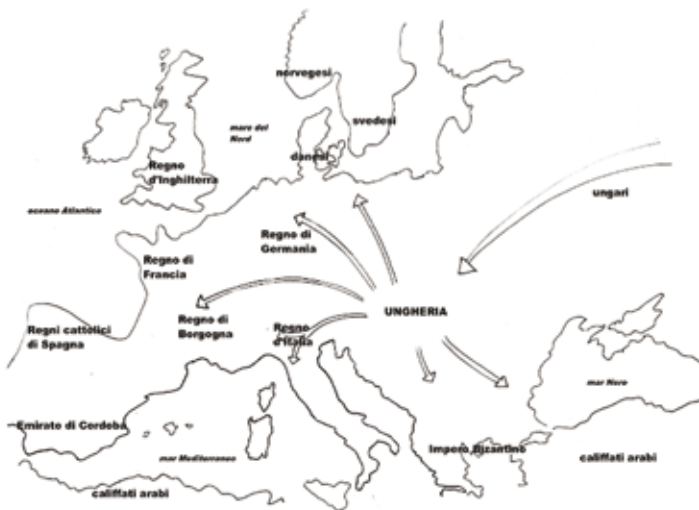 norvegesi
svedesi
mare del
Nord
danesi
Regno
d'Inghilterra
ungari
oceano Atlantico
Regno di
Germania
Regno di
Francia
UNGHERIA
Regno di
Borgogna
Regno
d'Italia
Regni cattolici
di Spagna
mar Nero
Emirato di Cordoba
Impero Bizantino
mar Mediterraneo
califfati arabi
califfati arabi